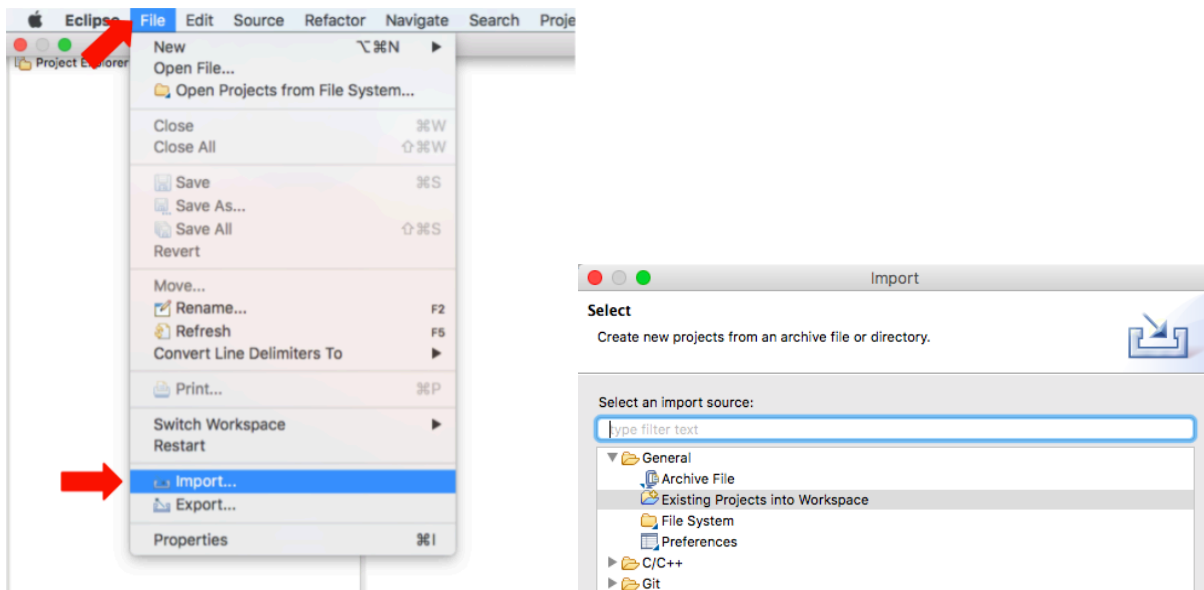 Eclipse File Edit Source Refactor Navigate Search Proje
Project Explorer
New ⌥⌘N ▶
Open File...
Open Projects from File System...
Close ⌘W
Close All ⇧⌘W
Save ⌘S
Save As...
Save All ⇧⌘S
Revert
Move...
Rename... F2
Refresh F5
Convert Line Delimiters To ▶
Print... ⌘P
Switch Workspace ▶
Restart
Import...
Export...
Properties ⌘I
Import
Select
Create new projects from an archive file or directory.
Select an import source:
type filter text
General
Archive File
Existing Projects into Workspace
File System
Preferences
C/C++
Git